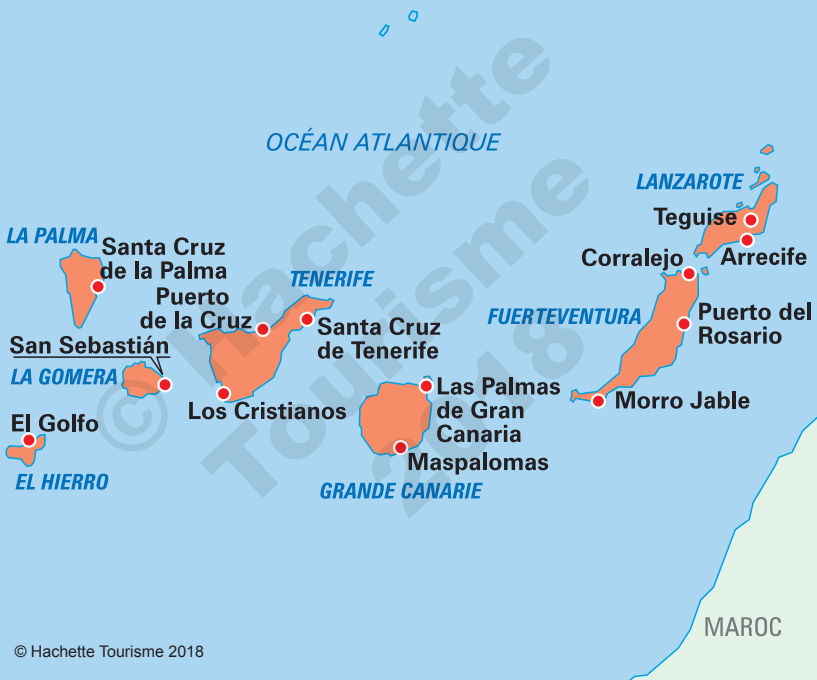 OCÉAN ATLANTIQUE
LANZAROTE
Teguise
Arrecife
LA PALMA
Santa Cruz
de la Palma
Corralejo
TENERIFE
Puerto
de la Cruz
FUERTEVENTURA
Puerto del
Rosario
Santa Cruz
de Tenerife
San Sebastián
LA GOMERA
Los Cristianos
Las Palmas
de Gran
Canaria
Morro Jable
El Golfo
Maspalomas
EL HIERRO
GRANDE CANARIE
MAROC
© Hachette
Tourisme
2018
© Hachette Tourisme 2018